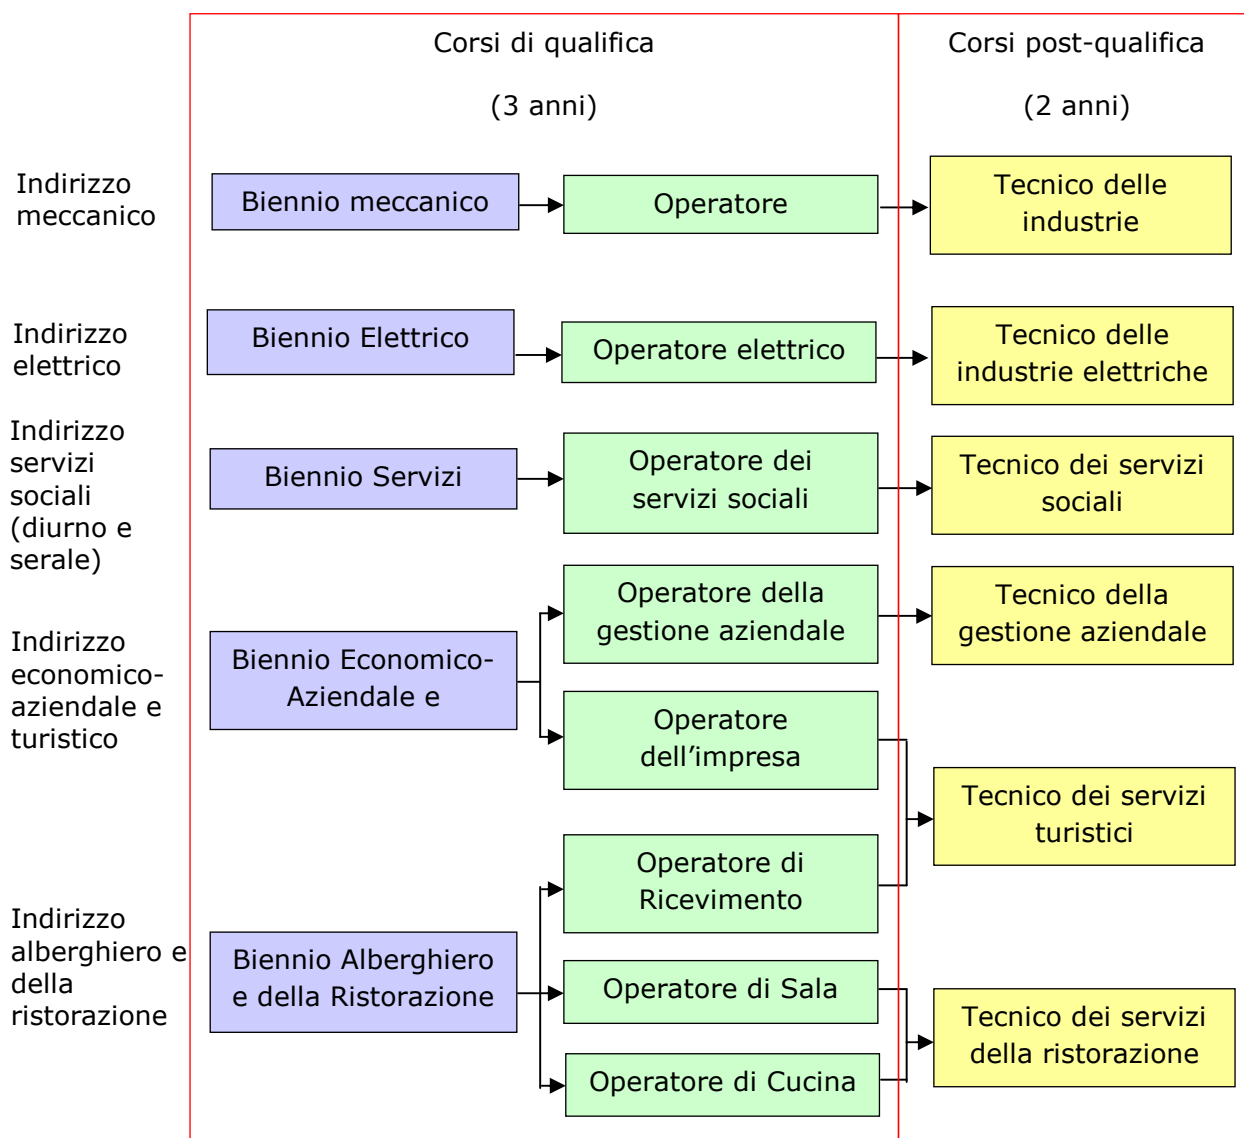 Corsi di qualifica
(3 anni)
Corsi post-qualifica
(2 anni)
Indirizzo
meccanico
Biennio meccanico
Operatore
Tecnico delle
industrie
Indirizzo
elettrico
Biennio Elettrico
Operatore elettrico
Tecnico delle
industrie elettriche
Indirizzo
servizi
sociali
(diurno e
serale)
Biennio Servizi
Operatore dei
servizi sociali
Tecnico dei servizi
sociali
Indirizzo
economico-
aziendale e
turistico
Biennio Economico-
Aziendale e
Operatore della
gestione aziendale
Tecnico della
gestione aziendale
Operatore
dell’impresa
Tecnico dei servizi
turistici
Indirizzo
alberghiero e
della
ristorazione
Biennio Alberghiero
e della Ristorazione
Operatore di
Ricevimento
Operatore di Sala
Operatore di Cucina
Tecnico dei servizi
della ristorazione